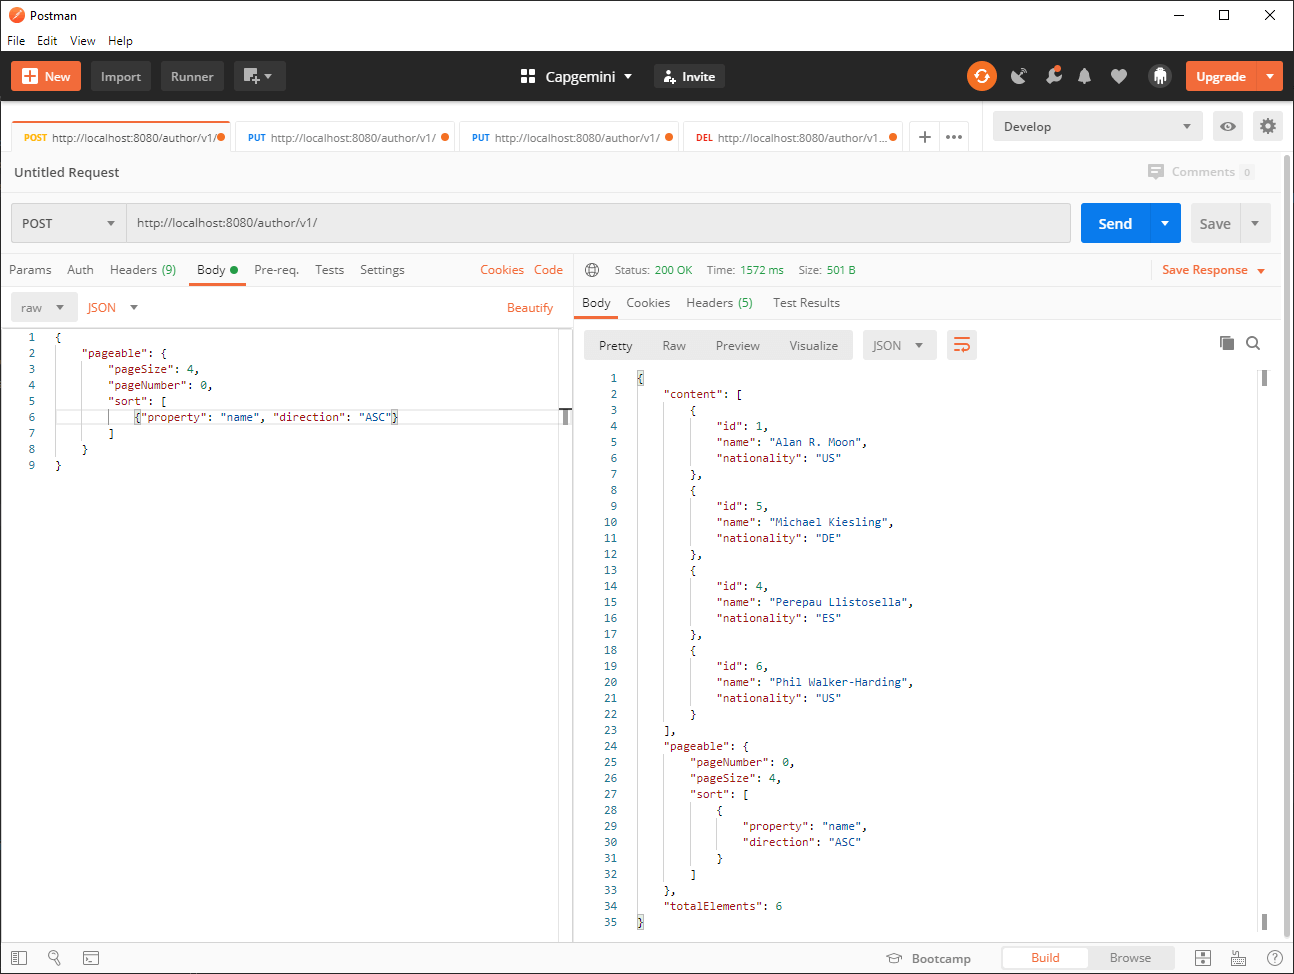 Postman
File Edit View Help
New Import Runner Capgemini Invite Upgrade
POST http://localhost:8080/author/v1/ PUT http://localhost:8080/author/v1/ PUT http://localhost:8080/author/v1/ DEL http://localhost:8080/author/v1... + ••• Develop
Untitled Request Comments 0
POST http://localhost:8080/author/v1/ Send Save
Params Auth Headers (9) Body Pre-req. Tests Settings Cookies Code
raw JSON Beautify
1 {
2 "pageable": {
3 "pageSize": 4,
4 "pageNumber": 0,
5 "sort": [
6 {"property": "name", "direction": "ASC"}
7 ]
8 }
9 }
Status: 200 OK Time: 1572 ms Size: 501 B Save Response
Body Cookies Headers (5) Test Results
Pretty Raw Preview Visualize JSON
1 {
2 "content": [
3 {
4 "id": 1,
5 "name": "Alan R. Moon",
6 "nationality": "US"
7 },
8 {
9 "id": 5,
10 "name": "Michael Kiesling",
11 "nationality": "DE"
12 },
13 {
14 "id": 4,
15 "name": "Perepau Llistosella",
16 "nationality": "ES"
17 },
18 {
19 "id": 6,
20 "name": "Phil Walker-Harding",
21 "nationality": "US"
22 }
23 ],
24 "pageable": {
25 "pageNumber": 0,
26 "pageSize": 4,
27 "sort": [
28 {
29 "property": "name",
30 "direction": "ASC"
31 }
32 ]
33 },
34 "totalElements": 6
35 }
Bootcamp Build Browse